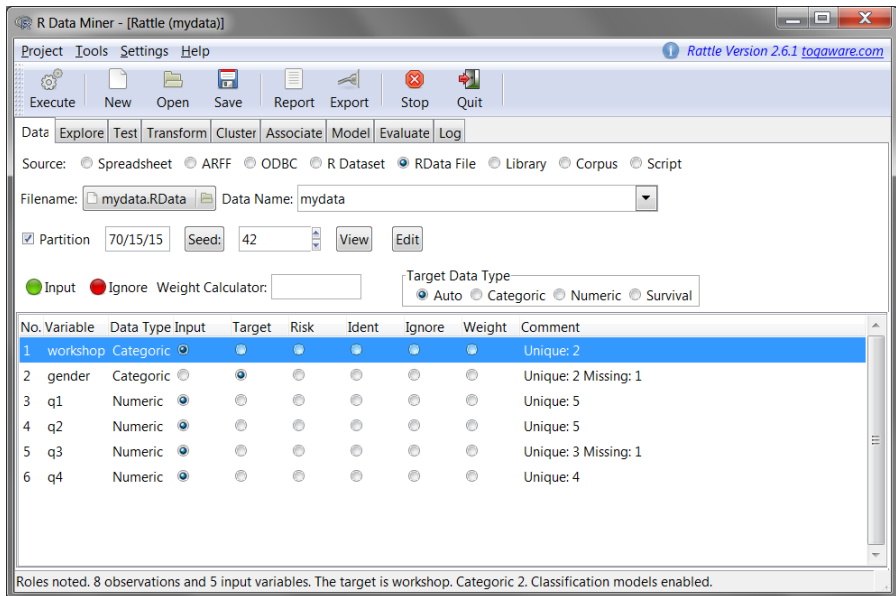 R Data Miner - [Rattle (mydata)]
Project Tools Settings Help Rattle Version 2.6.1 togaware.com
Execute New Open Save Report Export Stop Quit
Data Explore Test Transform Cluster Associate Model Evaluate Log
Source: Spreadsheet ARFF ODBC R Dataset RData File Library Corpus Script
Filename: mydata.RData Data Name: mydata
Partition 70/15/15 Seed: 42 View Edit
Target Data Type
Input Ignore Weight Calculator: Auto Categoric Numeric Survival
No. Variable Data Type Input Target Risk Ident Ignore Weight Comment
1 workshop Categoric Unique: 2
2 gender Categoric Unique: 2 Missing: 1
3 q1 Numeric Unique: 5
4 q2 Numeric Unique: 5
5 q3 Numeric Unique: 3 Missing: 1
6 q4 Numeric Unique: 4
Roles noted. 8 observations and 5 input variables. The target is workshop. Categoric 2. Classification models enabled.